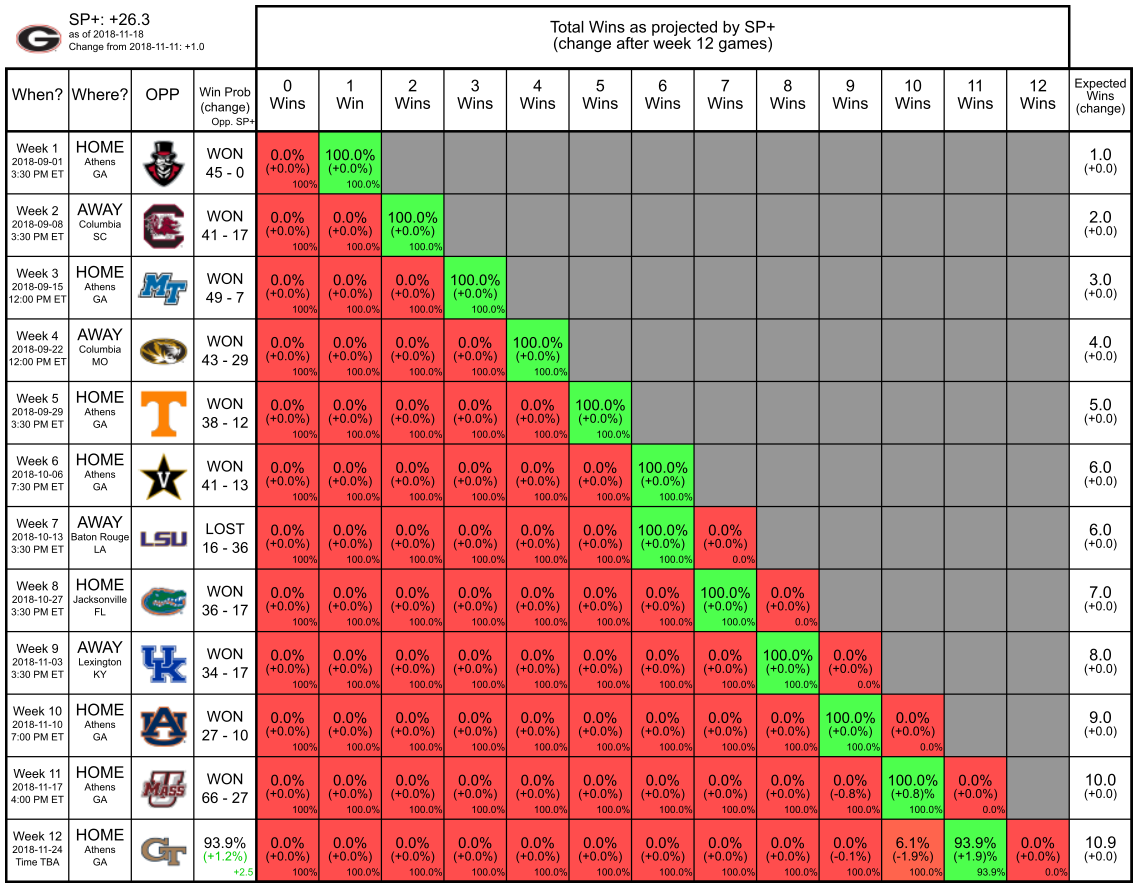 G
SP+: +26.3
as of 2018-11-18
Change from 2018-11-11: +1.0
Total Wins as projected by SP+
(change after week 12 games)
When? Where? OPP Win Prob (change) Opp. SP+ 0 Wins 1 Win 2 Wins 3 Wins 4 Wins 5 Wins 6 Wins 7 Wins 8 Wins 9 Wins 10 Wins 11 Wins 12 Wins Expected Wins (change)
Week 1 HOME WON 0.0% 100.0% 1.0
2018-09-01 Athens 45 - 0 (+0.0%) (+0.0%) (+0.0)
3:30 PM ET GA 100% 100.0%
Week 2 AWAY C WON 0.0% 0.0% 100.0% 2.0
2018-09-08 Columbia 41 - 17 (+0.0%) (+0.0%) (+0.0%) (+0.0)
3:30 PM ET SC 100% 100.0% 100.0%
Week 3 HOME MT WON 0.0% 0.0% 0.0% 100.0% 3.0
2018-09-15 Athens 49 - 7 (+0.0%) (+0.0%) (+0.0%) (+0.0%) (+0.0)
12:00 PM ET GA 100% 100.0% 100.0% 100.0%
Week 4 AWAY WON 0.0% 0.0% 0.0% 0.0% 100.0% 4.0
2018-09-22 Columbia 43 - 29 (+0.0%) (+0.0%) (+0.0%) (+0.0%) (+0.0%) (+0.0)
12:00 PM ET MO 100% 100.0% 100.0% 100.0% 100.0%
Week 5 HOME T WON 0.0% 0.0% 0.0% 0.0% 0.0% 100.0% 5.0
2018-09-29 Athens 38 - 12 (+0.0%) (+0.0%) (+0.0%) (+0.0%) (+0.0%) (+0.0%) (+0.0)
3:30 PM ET GA 100% 100.0% 100.0% 100.0% 100.0% 100.0%
Week 6 HOME V WON 0.0% 0.0% 0.0% 0.0% 0.0% 0.0% 100.0% 6.0
2018-10-06 Athens 41 - 13 (+0.0%) (+0.0%) (+0.0%) (+0.0%) (+0.0%) (+0.0%) (+0.0%) (+0.0)
7:30 PM ET GA 100% 100.0% 100.0% 100.0% 100.0% 100.0% 100.0%
Week 7 AWAY LSU LOST 0.0% 0.0% 0.0% 0.0% 0.0% 0.0% 100.0% 0.0% 6.0
2018-10-13 Baton Rouge 16 - 36 (+0.0%) (+0.0%) (+0.0%) (+0.0%) (+0.0%) (+0.0%) (+0.0%) (+0.0%) (+0.0)
3:30 PM ET LA 100% 100.0% 100.0% 100.0% 100.0% 100.0% 100.0% 0.0%
Week 8 HOME WON 0.0% 0.0% 0.0% 0.0% 0.0% 0.0% 0.0% 100.0% 0.0% 7.0
2018-10-27 Jacksonville 36 - 17 (+0.0%) (+0.0%) (+0.0%) (+0.0%) (+0.0%) (+0.0%) (+0.0%) (+0.0%) (+0.0%) (+0.0)
3:30 PM ET FL 100% 100.0% 100.0% 100.0% 100.0% 100.0% 100.0% 100.0% 0.0%
Week 9 AWAY UK WON 0.0% 0.0% 0.0% 0.0% 0.0% 0.0% 0.0% 0.0% 100.0% 0.0% 8.0
2018-11-03 Lexington 34 - 17 (+0.0%) (+0.0%) (+0.0%) (+0.0%) (+0.0%) (+0.0%) (+0.0%) (+0.0%) (+0.0%) (+0.0%) (+0.0)
3:30 PM ET KY 100% 100.0% 100.0% 100.0% 100.0% 100.0% 100.0% 100.0% 100.0% 0.0%
Week 10 HOME AU WON 0.0% 0.0% 0.0% 0.0% 0.0% 0.0% 0.0% 0.0% 0.0% 100.0% 0.0% 9.0
2018-11-10 Athens 27 - 10 (+0.0%) (+0.0%) (+0.0%) (+0.0%) (+0.0%) (+0.0%) (+0.0%) (+0.0%) (+0.0%) (+0.0%) (+0.0%) (+0.0)
7:00 PM ET GA 100% 100.0% 100.0% 100.0% 100.0% 100.0% 100.0% 100.0% 100.0% 100.0% 0.0%
Week 11 HOME UMASS WON 0.0% 0.0% 0.0% 0.0% 0.0% 0.0% 0.0% 0.0% 0.0% 0.0% 100.0% 0.0% 10.0
2018-11-17 Athens 66 - 27 (+0.0%) (+0.0%) (+0.0%) (+0.0%) (+0.0%) (+0.0%) (+0.0%) (+0.0%) (+0.0%) (-0.8%) (+0.8)% (+0.0%) (+0.0)
4:00 PM ET GA 100% 100.0% 100.0% 100.0% 100.0% 100.0% 100.0% 100.0% 100.0% 100.0% 100.0% 0.0%
Week 12 HOME GT 93.9% 0.0% 0.0% 0.0% 0.0% 0.0% 0.0% 0.0% 0.0% 0.0% 0.0% 6.1% 93.9% 0.0% 10.9
2018-11-24 Athens (+1.2%) (+0.0%) (+0.0%) (+0.0%) (+0.0%) (+0.0%) (+0.0%) (+0.0%) (+0.0%) (+0.0%) (-0.1%) (-1.9%) (+1.9)% (+0.0%) (+0.0)
Time TBA GA +2.5 100% 100.0% 100.0% 100.0% 100.0% 100.0% 100.0% 100.0% 100.0% 100.0% 100.0% 93.9% 0.0%